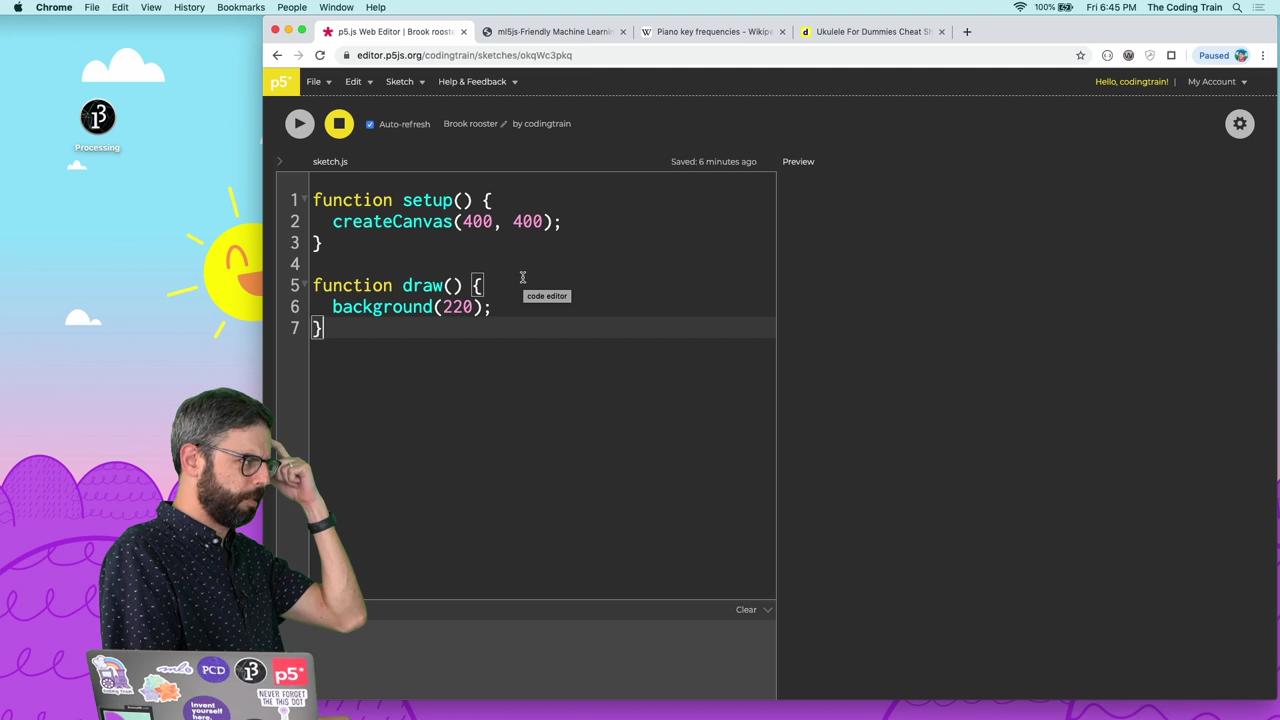 Chrome File Edit View History Bookmarks People Window Help 100% Fri 6:45 PM The Coding Train
p5.js Web Editor | Brook rooster × ml5js·Friendly Machine Learnin × W Piano key frequencies - Wikipe × d Ukulele For Dummies Cheat Sh × +
editor.p5js.org/codingtrain/sketches/okqWc3pkq Paused
p5* File Edit Sketch Help & Feedback Hello, codingtrain! | My Account
Auto-refresh Brook rooster by codingtrain
Processing
sketch.js Saved: 6 minutes ago Preview
1 function setup() {
2 createCanvas(400, 400);
3 }
4
5 function draw() {
code editor
6 background(220);
7 }
Clear
PCD p5*
NEVER FORGET
THE THIS DOT
Invent
yourself
here.